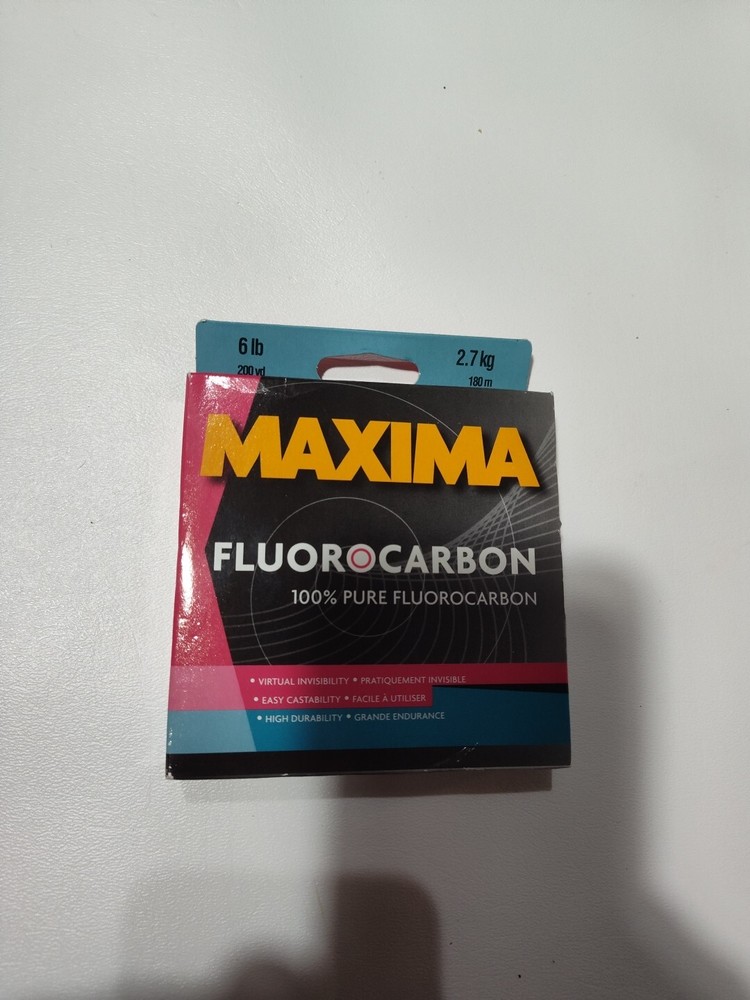 6 lb 2.7 kg
200 yd 180 m
MAXIMA
FLUOROCARBON
100% PURE FLUOROCARBON
• VIRTUAL INVISIBILITY • PRATIQUEMENT INVISIBLE
• EASY CASTABILITY • FACILE À UTILISER
• HIGH DURABILITY • GRANDE ENDURANCE